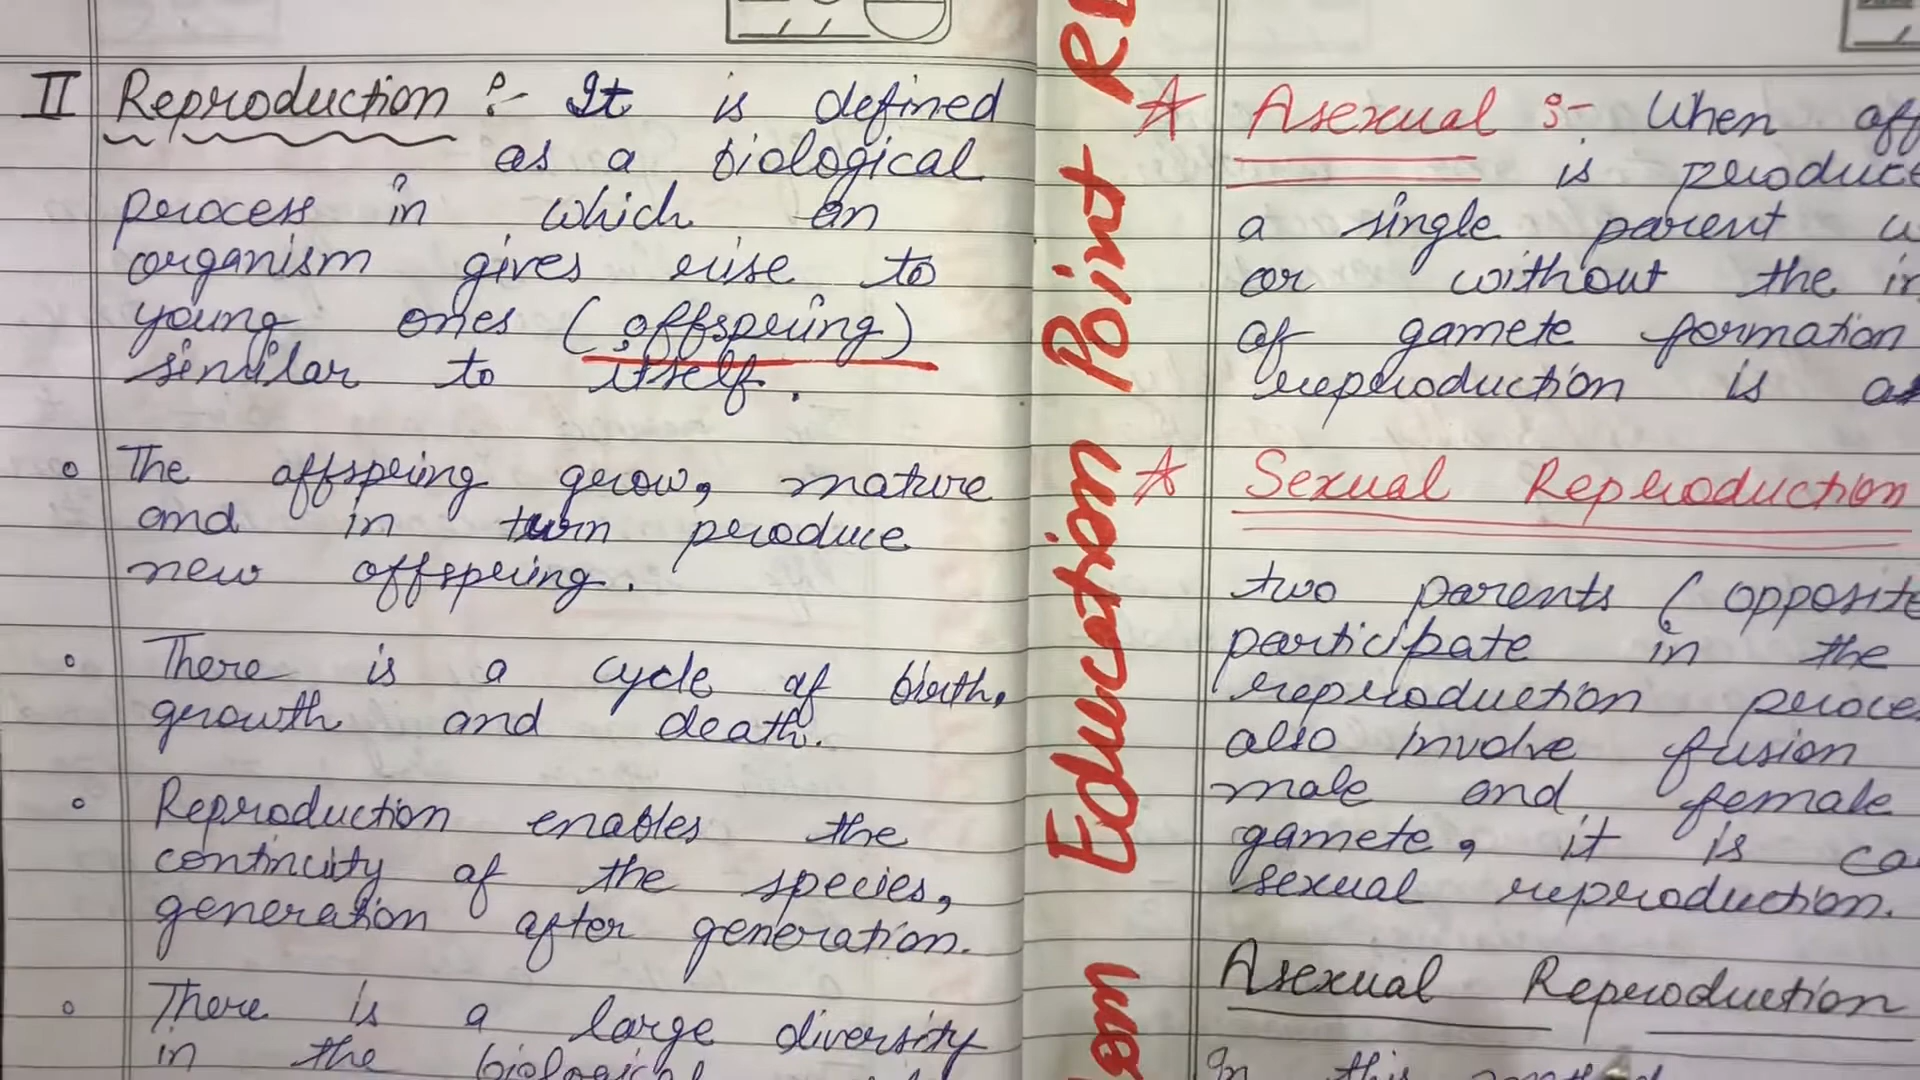 II Reproduction :- It is defined
as a biological
process in which an
organism gives rise to
young ones (offspring)
similar to itself.
The offspring grow, mature
and in turn produce
new offspring.
There is a cycle of birth,
growth and death.
Reproduction enables the
continuity of the species,
generation after generation.
There is a large diversity
in the biological
Education Point
☆ Asexual :- When
is
a single parent
or without the
of gamete formation
reproduction is
☆ Sexual Reproduction
two parents (opposite
participate in the
reproduction
also involve fusion
male and female
gamete, it is
sexual reproduction.
Asexual Reproduction
In this